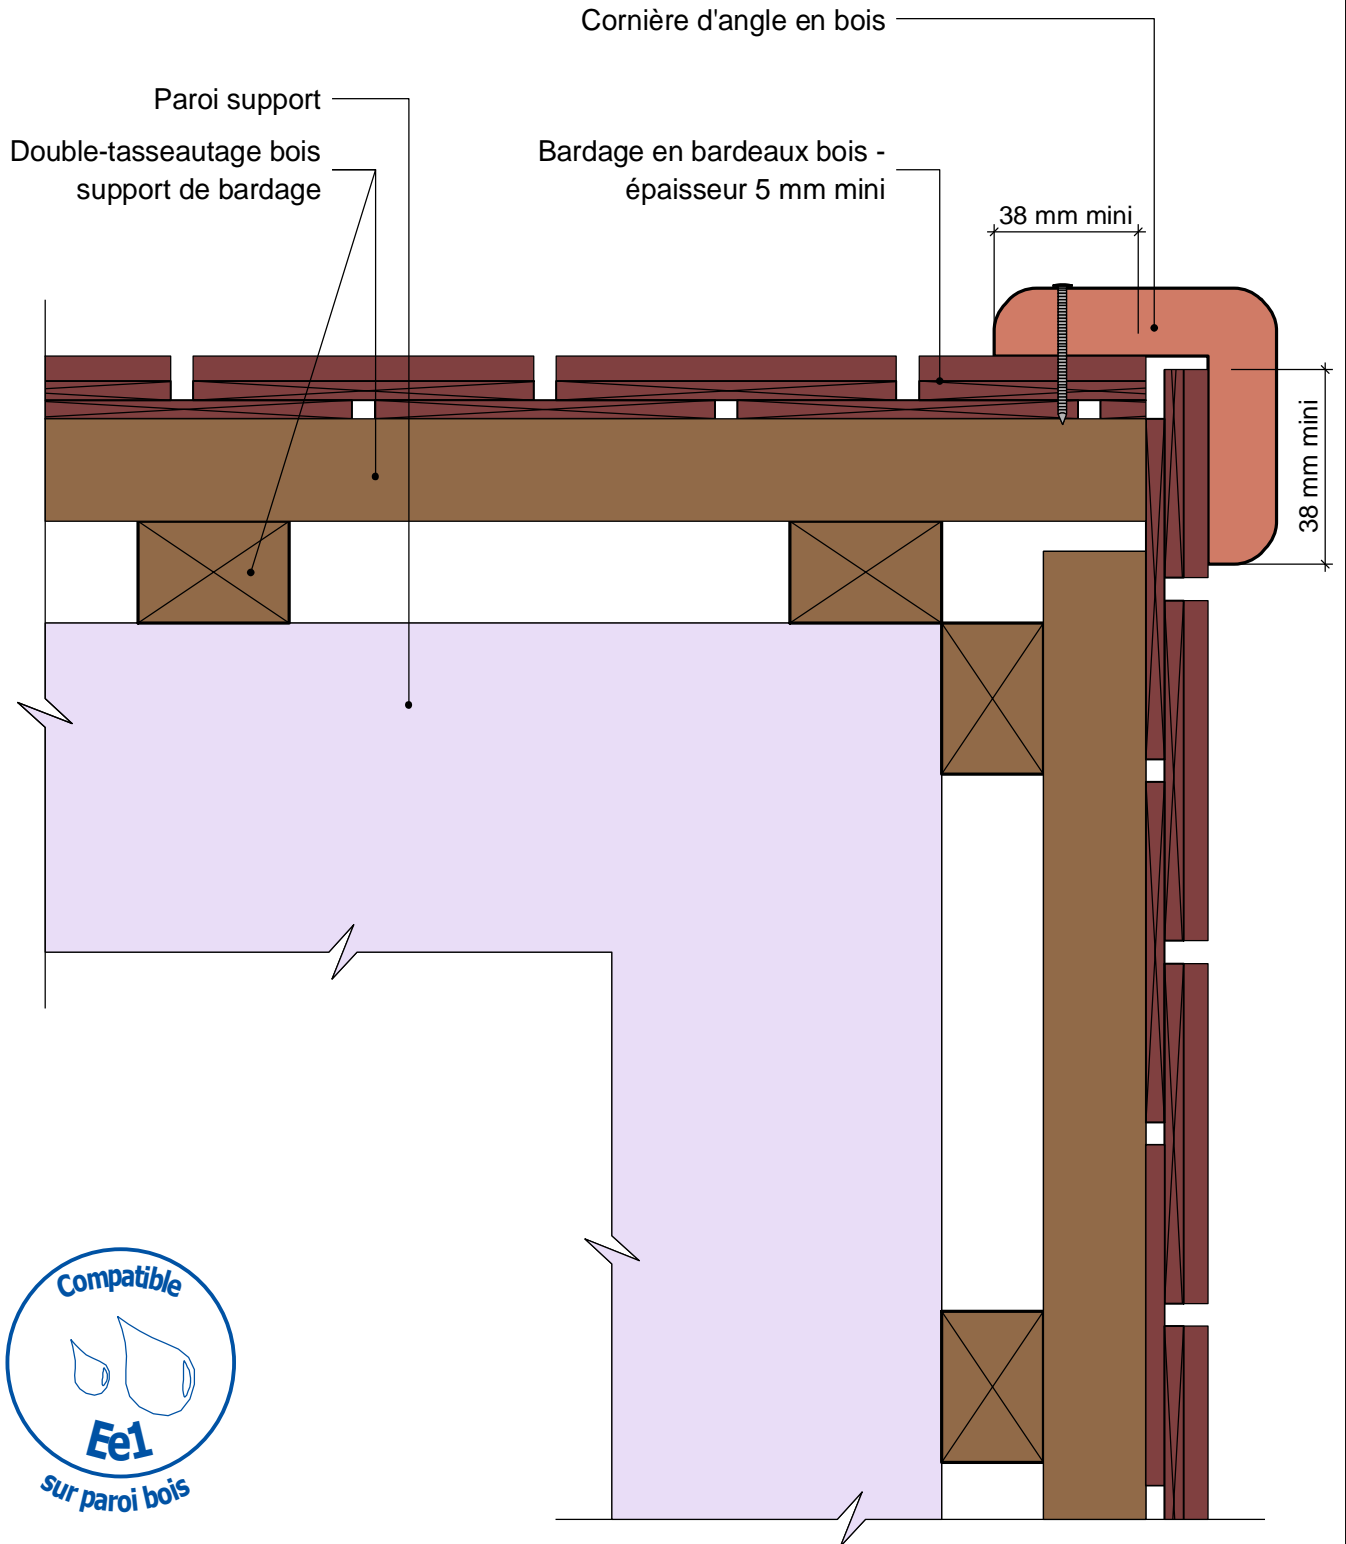 Cornière d'angle en bois
Paroi support
Double-tasseautage bois
support de bardage
Bardage en bardeaux bois -
épaisseur 5 mm mini
38 mm mini
38 mm mini
Compatible
Ee1
sur paroi bois